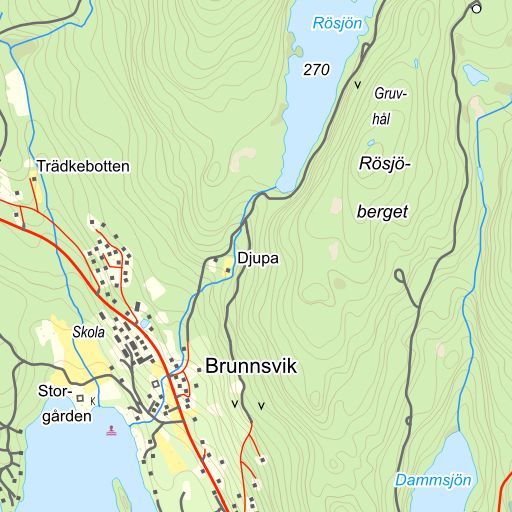 Rösjön
270
Gruv-
hål
Rösjö-
berget
Trädkebotten
Djupa
Skola
Brunnsvik
Stor-
gården
K
Dammsjön